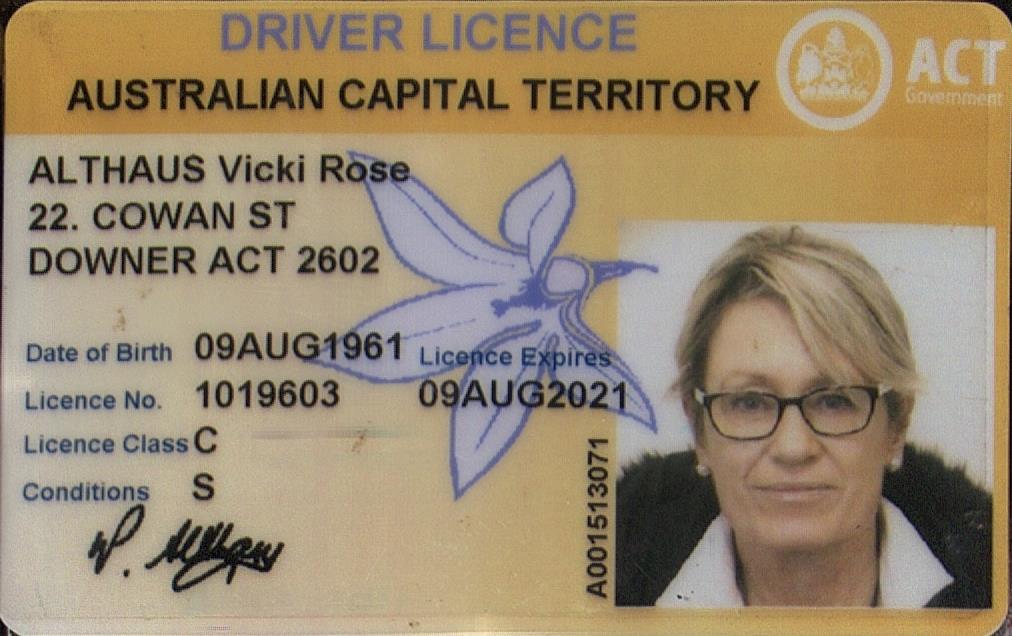 DRIVER LICENCE
AUSTRALIAN CAPITAL TERRITORY
ACT
Government
ALTHAUS Vicki Rose
22. COWAN ST
DOWNER ACT 2602
Date of Birth 09AUG1961
Licence Expires
Licence No. 1019603
09AUG2021
Licence Class C
Conditions S
A001513071